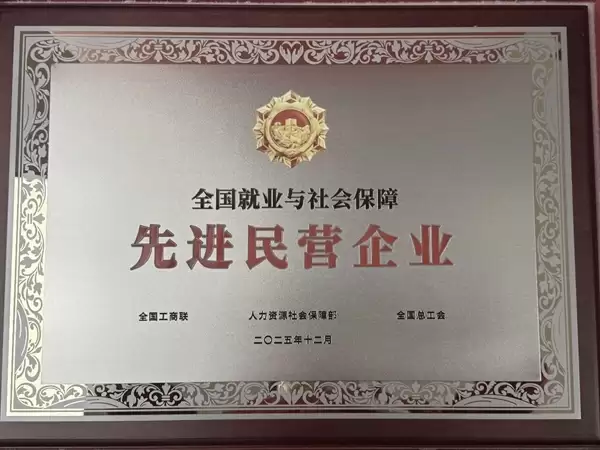 全国就业与社会保障
先进民营企业
全国工商联 人力资源社会保障部 全国总工会
二〇二五年十二月